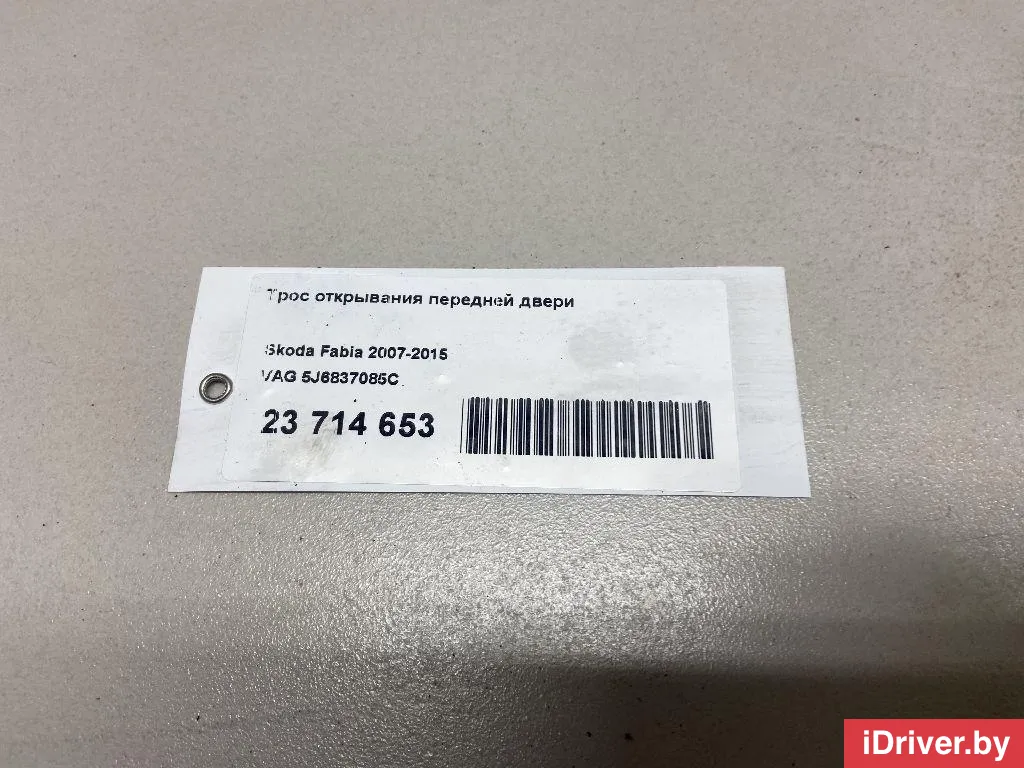 Трос открывания передней двери
Skoda Fabia 2007-2015
VAG 5J6837085C
23 714 653
iDriver.by